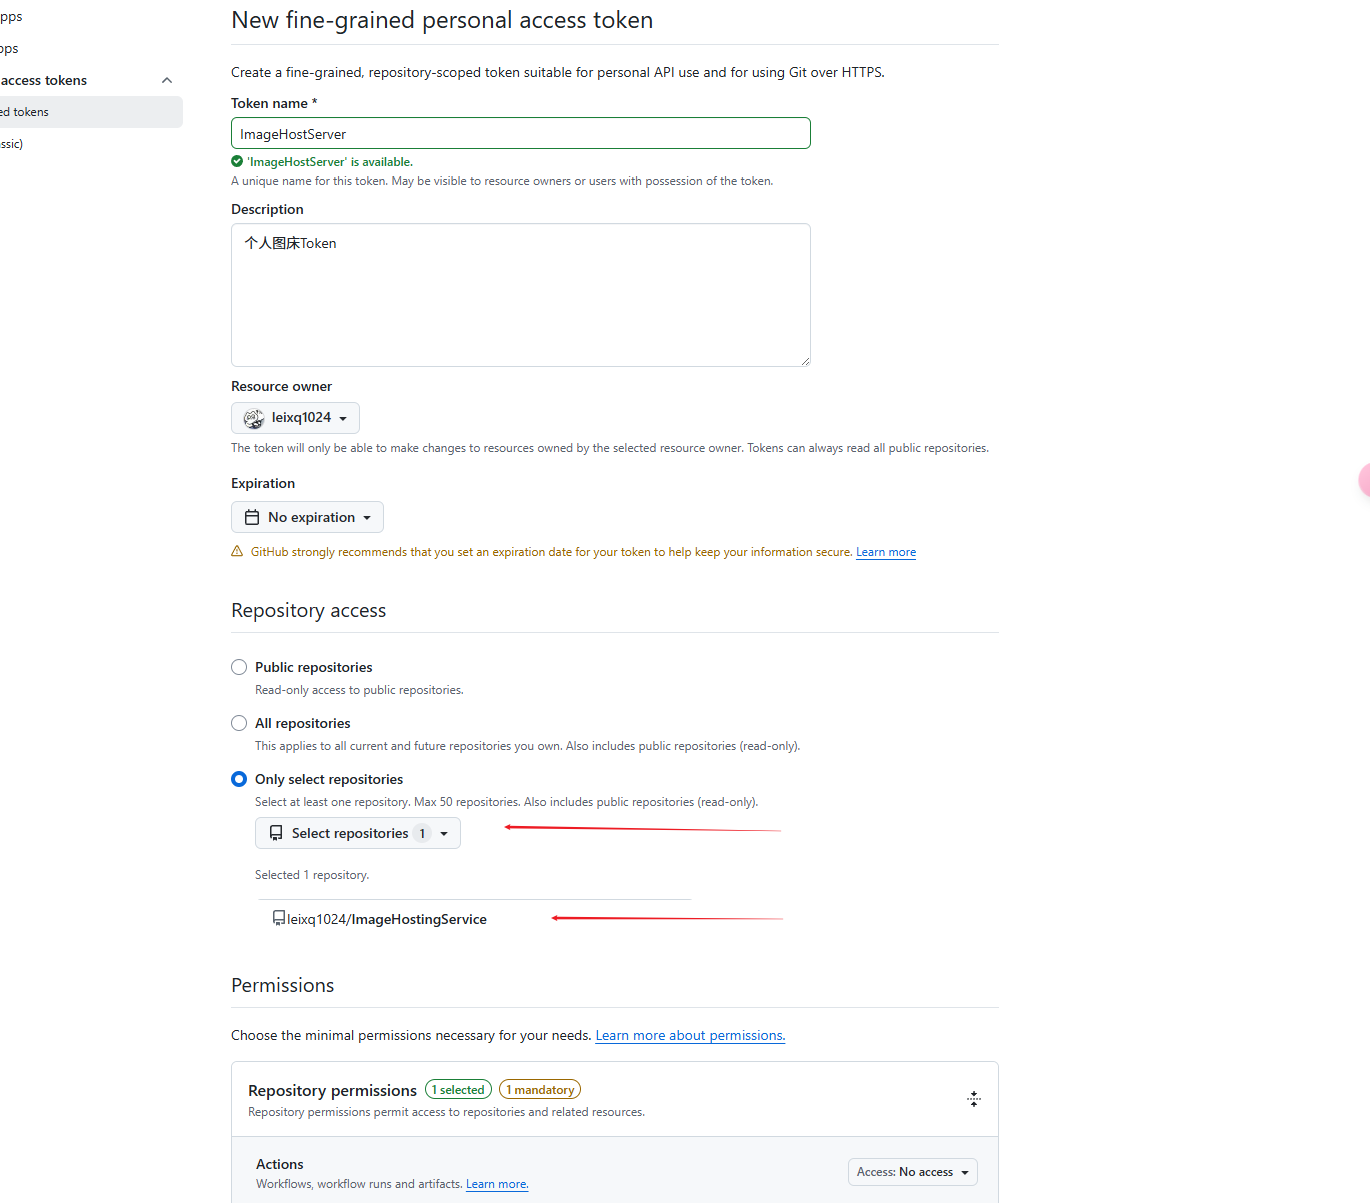 pps
pps
access tokens
ed tokens
ssic)
New fine-grained personal access token
Create a fine-grained, repository-scoped token suitable for personal API use and for using Git over HTTPS.
Token name *
ImageHostServer
'ImageHostServer' is available.
A unique name for this token. May be visible to resource owners or users with possession of the token.
Description
个人图床Token
Resource owner
leixq1024
The token will only be able to make changes to resources owned by the selected resource owner. Tokens can always read all public repositories.
Expiration
No expiration
GitHub strongly recommends that you set an expiration date for your token to help keep your information secure. Learn more
Repository access
Public repositories
Read-only access to public repositories.
All repositories
This applies to all current and future repositories you own. Also includes public repositories (read-only).
Only select repositories
Select at least one repository. Max 50 repositories. Also includes public repositories (read-only).
Select repositories 1
Selected 1 repository.
leixq1024/ImageHostingService
Permissions
Choose the minimal permissions necessary for your needs. Learn more about permissions.
Repository permissions 1 selected 1 mandatory
Repository permissions permit access to repositories and related resources.
Actions
Access: No access
Workflows, workflow runs and artifacts. Learn more.